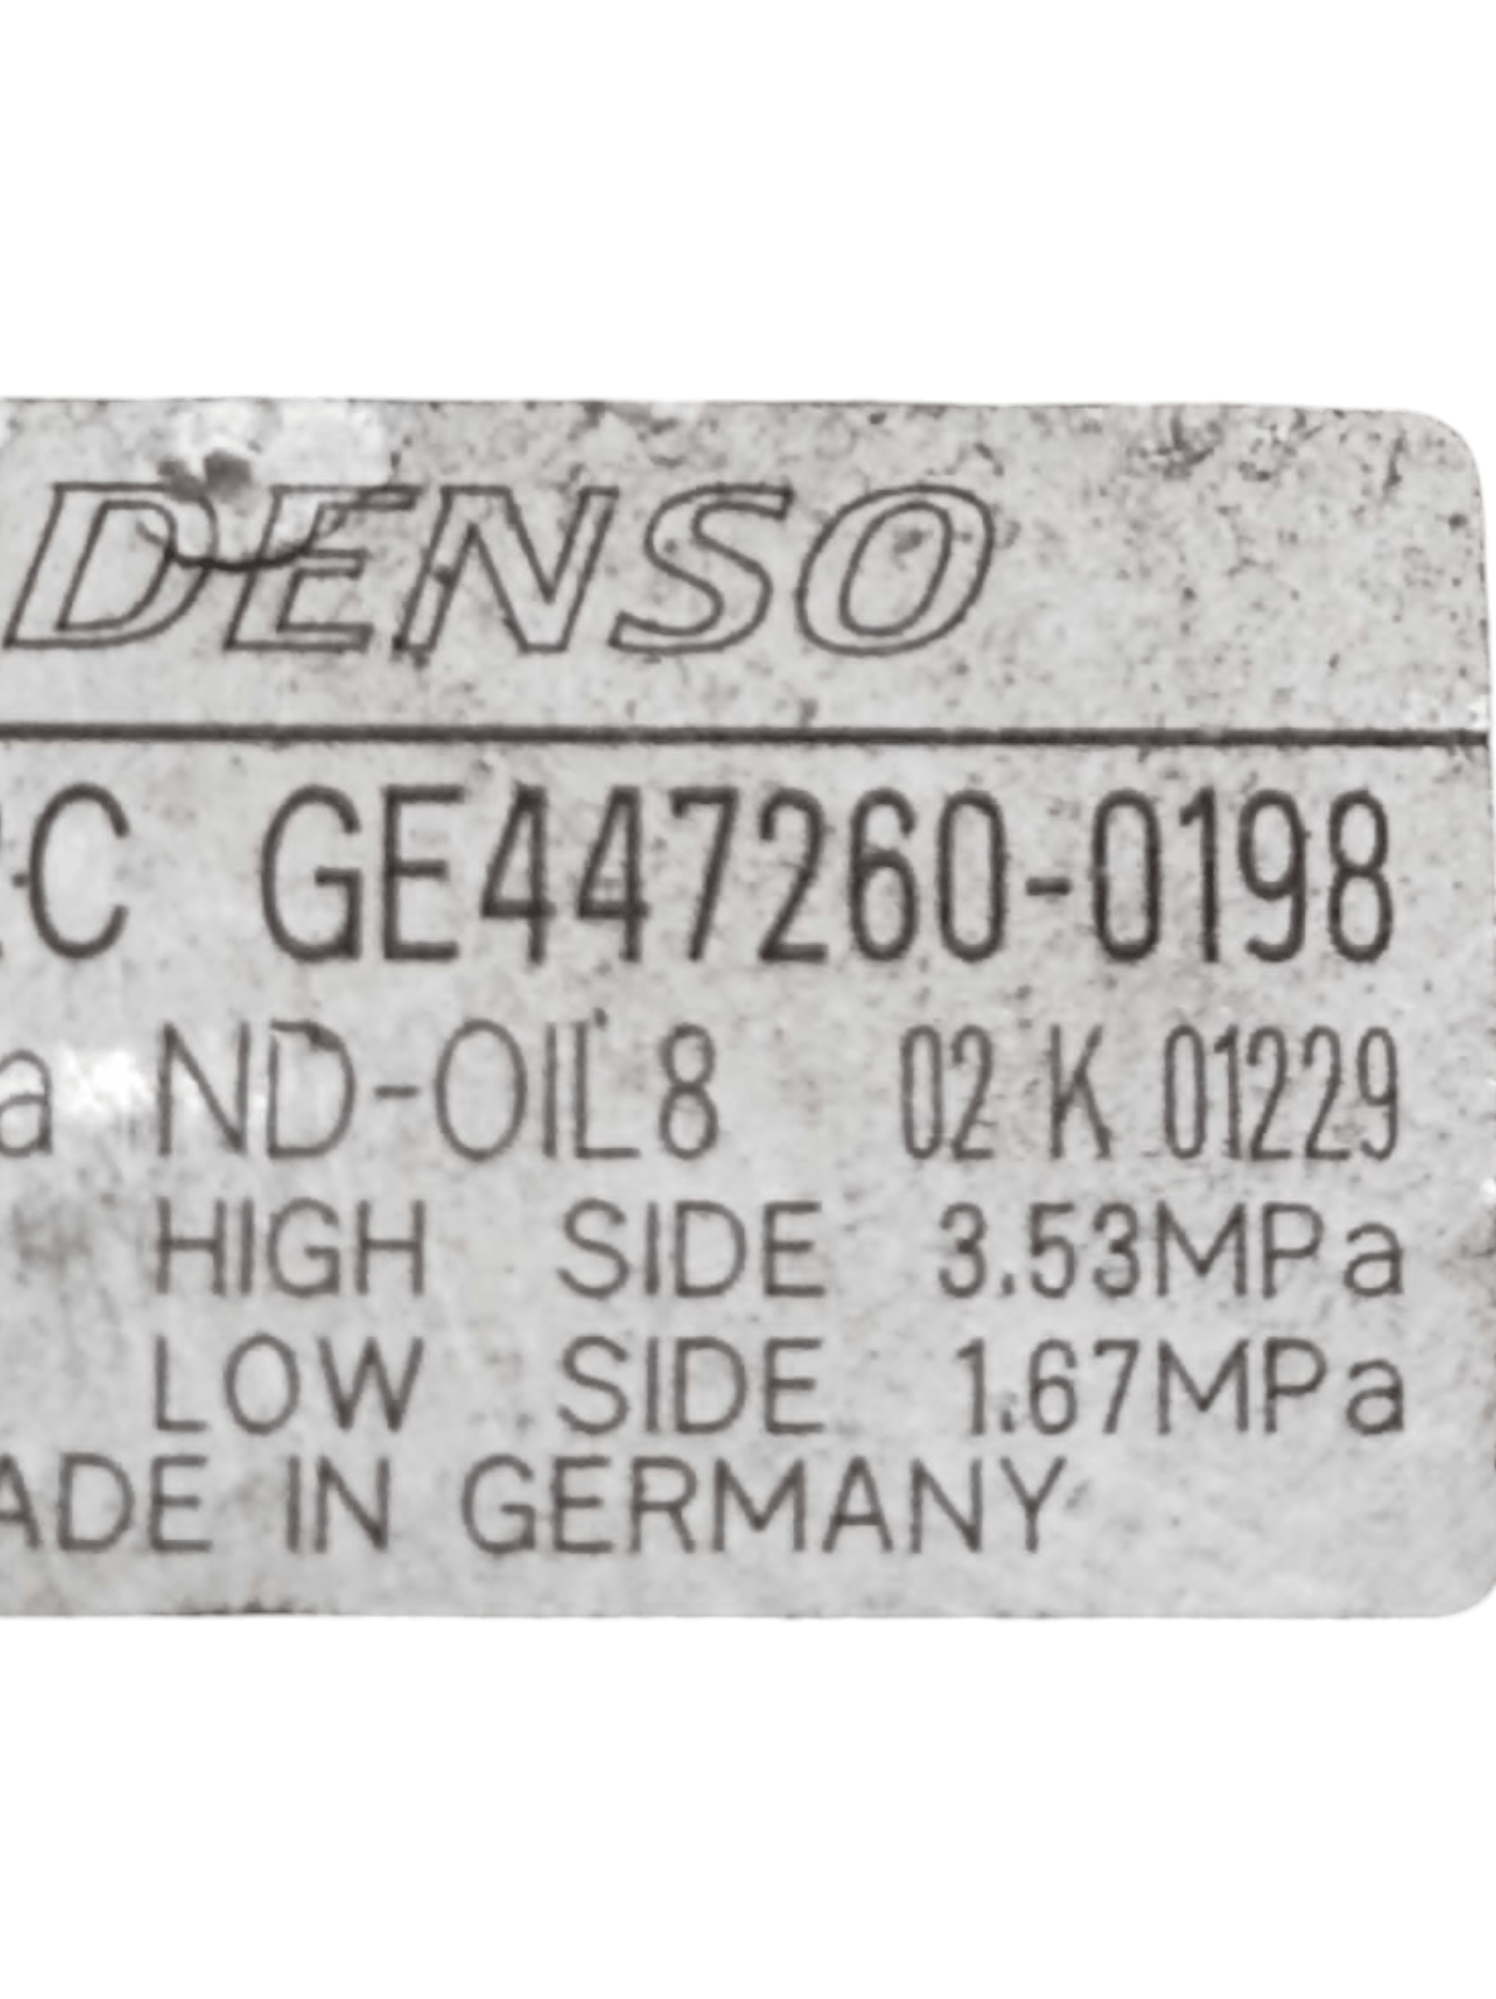 DENSO
C GE447260-0198
a ND-OIL8 02 K 01229
HIGH SIDE 3.53MPa
LOW SIDE 1.67MPa
ADE IN GERMANY